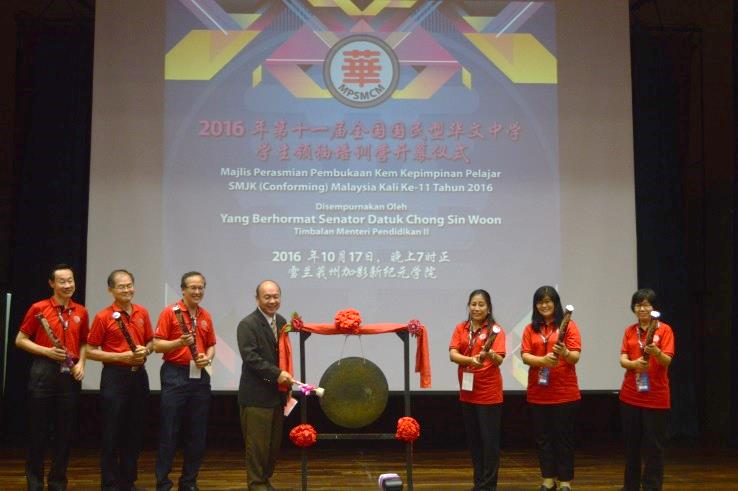 華
MPSMCM
2016 年第十一届全国国民型华文中学
学生领袖培训营开幕仪式
Majlis Perasmian Pembukaan Kem Kepimpinan Pelajar
SMJK (Conforming) Malaysia Kali Ke-11 Tahun 2016
Disempurnakan Oleh
Yang Berhormat Senator Datuk Chong Sin Woon
Timbalan Menteri Pendidikan II
2016 年10月17日，晚上7时正
雪兰莪州加影新纪元学院